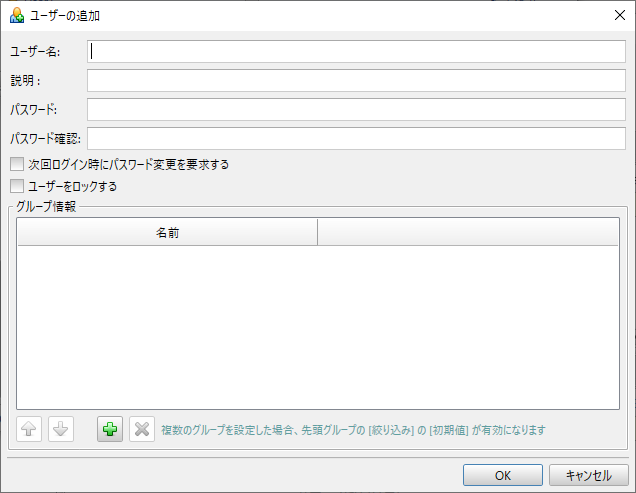 ユーザーの追加
ユーザー名:
説明 :
パスワード:
パスワード確認:
次回ログイン時にパスワード変更を要求する
ユーザーをロックする
グループ情報
名前
複数のグループを設定した場合、先頭グループの [絞り込み] の [初期値] が有効になります
OK
キャンセル